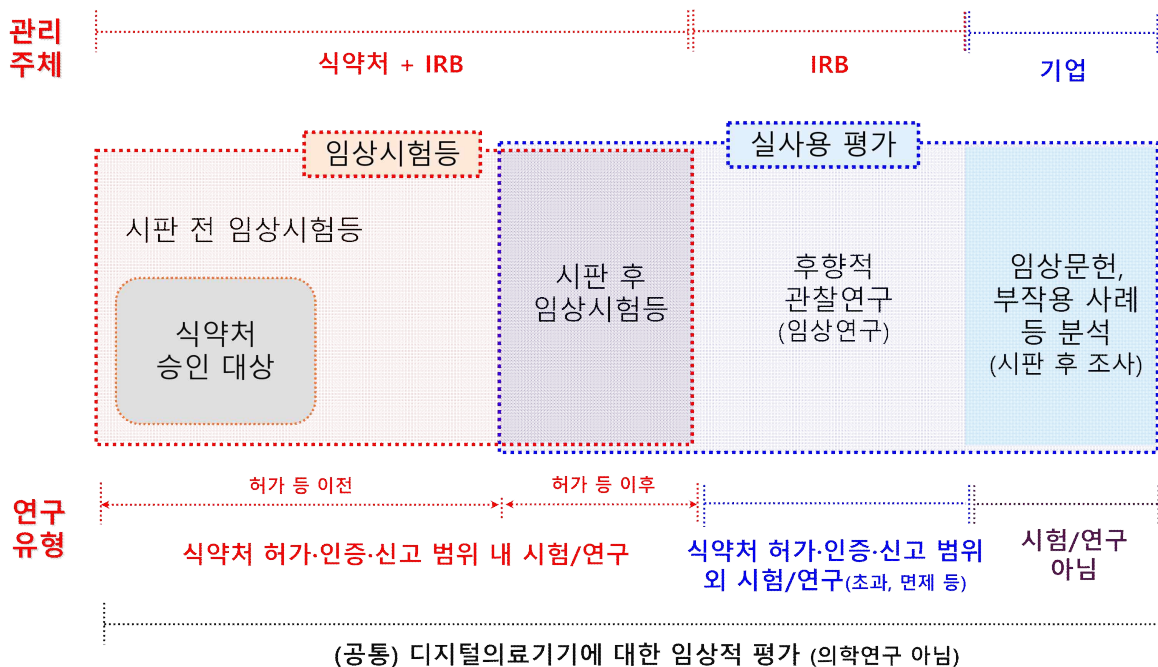 관리
주체
식약처 + IRB
IRB
기업
임상시험등
실사용 평가
시판 전 임상시험등
식약처
승인 대상
시판 후
임상시험등
후향적
관찰연구
(임상연구)
임상문헌,
부작용 사례
등 분석
(시판 후 조사)
연구
유형
허가 등 이전
허가 등 이후
식약처 허가·인증·신고 범위 내 시험/연구
식약처 허가·인증·신고 범위
외 시험/연구(초과, 면제 등)
시험/연구
아님
(공통) 디지털의료기기에 대한 임상적 평가 (의학연구 아님)